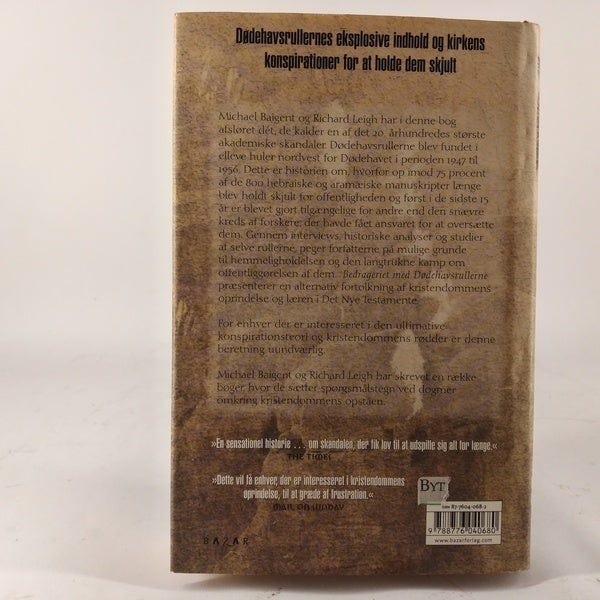 Dødehavsrullernes eksplosive indhold og kirkens
konspirationer for at holde dem skjult
Michael Baigent og Richard Leigh har i denne bog
afsløret dét, de kalder en af det 20. århundredes største
akademiske skandaler. Dødehavsrullerne blev fundet i
elleve huler nordvest for Dødehavet i perioden 1947 til
1956. Dette er historien om, hvorfor op imod 75 procent
af de 800 hebraiske og aramæiske manuskripter længe
blev holdt skjult for offentligheden og først i de sidste 15
år er blevet gjort tilgængelige for andre end den snævre
kreds af forskere, der havde fået ansvaret for at oversætte
dem. Gennem interviews, historiske analyser og studier
af selve rullerne, peger forfatterne på mulige grunde
til hemmeligholdelsen og den langtrukne kamp om
offentliggørelsen af dem. Bedrageriet med Dødehavsrullerne
præsenterer en alternativ fortolkning af kristendommens
oprindelse og læren i Det Nye Testamente.
For enhver der er interesseret i den ultimative
konspirationsteori og kristendommens rødder er denne
beretning uundværlig.
Michael Baigent og Richard Leigh har skrevet en række
bøger, hvor de sætter spørgsmålstegn ved dogmer
omkring kristendommens opståen.
»En sensationel historie . . . om skandalen, der fik lov til at udspille sig alt for længe.«
THE TIMES
»Dette vil få enhver, der er interesseret i kristendommens
oprindelse, til at græde af frustration.«
MAIL ON SUNDAY
BYT
ISBN 87-7604-068-2
9 788776 040680
www.bazarforlag.com
BAZAR